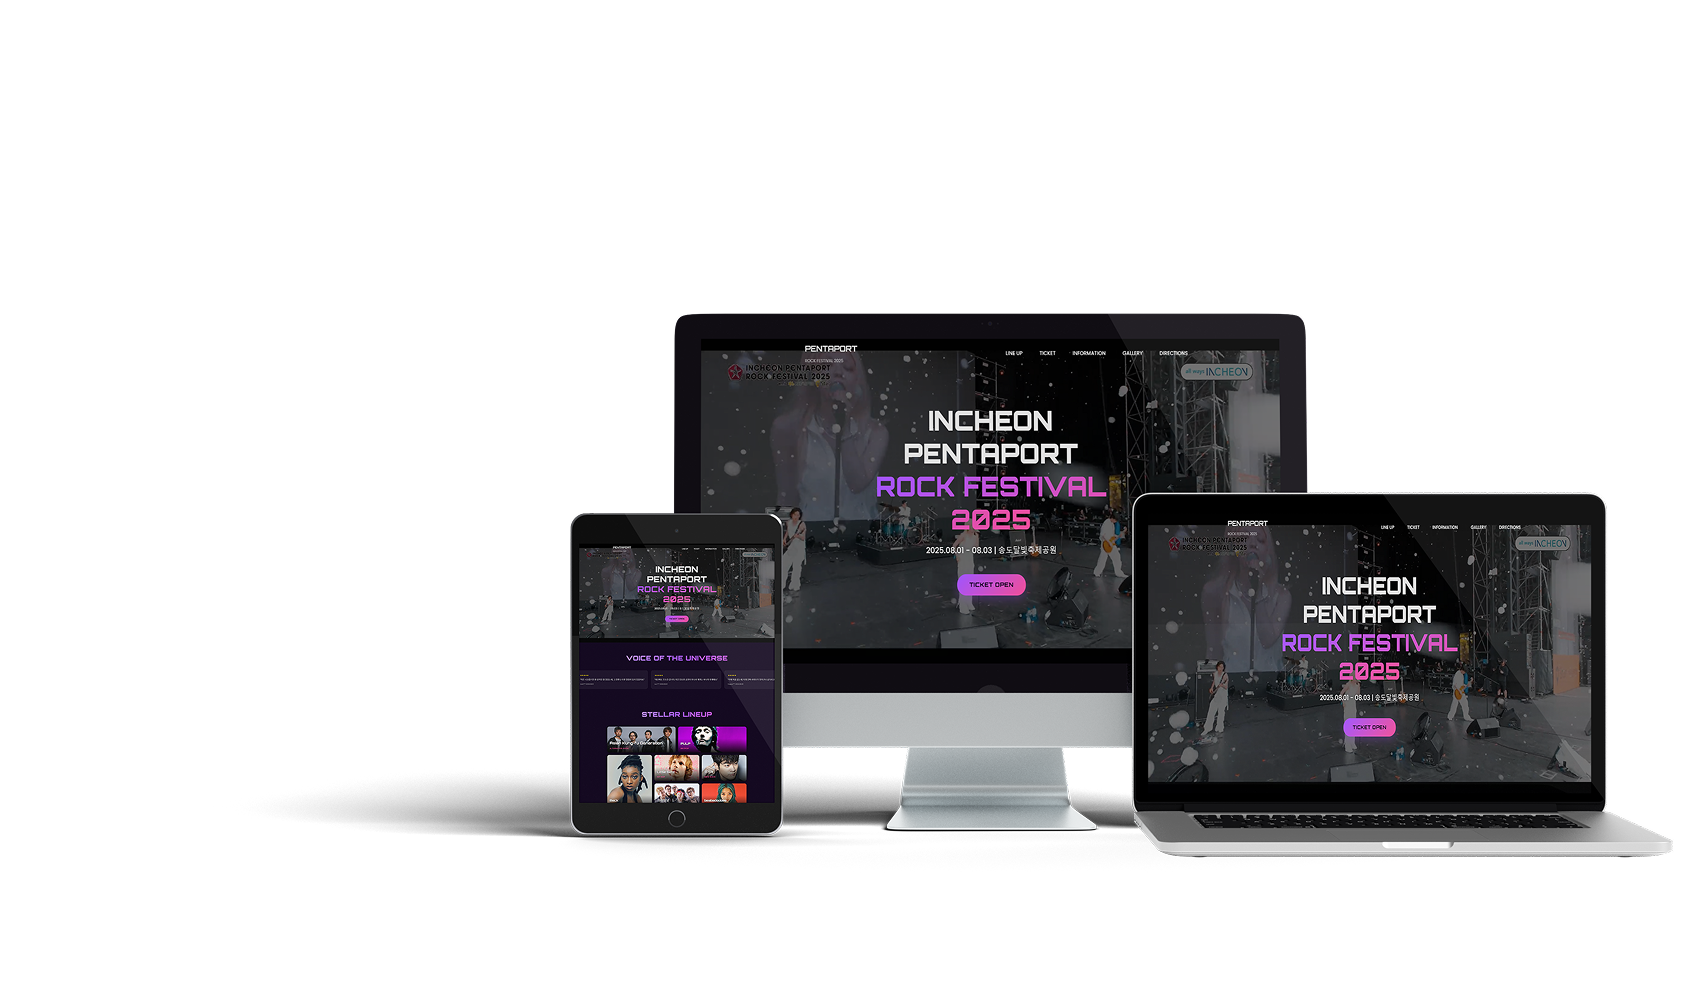 PENTAPORT
ROCK FESTIVAL 2025
LINE UP TICKET INFORMATION GALLERY DIRECTIONS
INCHEON PENTAPORT
ROCK FESTIVAL 2025
all ways INCHEON
INCHEON
PENTAPORT
ROCK FESTIVAL
2025
2025.08.01 - 08.03 | 송도달빛축제공원
TICKET OPEN
PENTAPORT
INCHEON
PENTAPORT
ROCK FESTIVAL
2025
VOICE OF THE UNIVERSE
STELLAR LINEUP
Asian Kung-Fu Generation
PULP
PENTAPORT
ROCK FESTIVAL 2025
LINE UP TICKET INFORMATION GALLERY DIRECTIONS
INCHEON PENTAPORT
ROCK FESTIVAL 2025
all ways INCHEON
INCHEON
PENTAPORT
ROCK FESTIVAL
2025
2025.08.01 - 08.03 | 송도달빛축제공원
TICKET OPEN